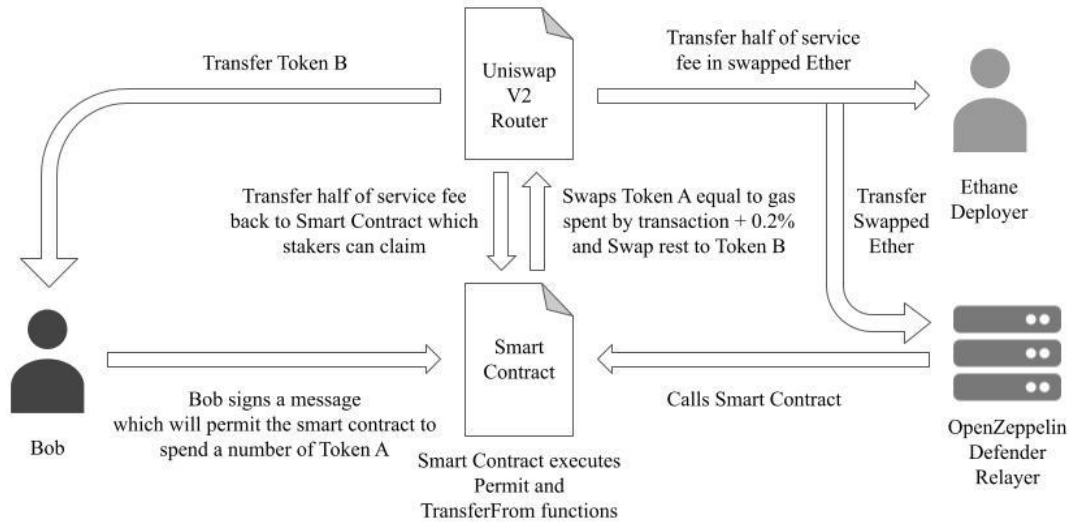 Transfer Token B
Uniswap
V2
Router
Transfer half of service
fee in swapped Ether
Ethane
Deployer
Transfer half of service fee
back to Smart Contract which
stakers can claim
Swaps Token A equal to gas
spent by transaction + 0.2%
and Swap rest to Token B
Transfer
Swapped
Ether
Bob
Bob signs a message
which will permit the smart contract to
spend a number of Token A
Smart
Contract
Smart Contract executes
Permit and
TransferFrom functions
Calls Smart Contract
OpenZeppelin
Defender
Relayer